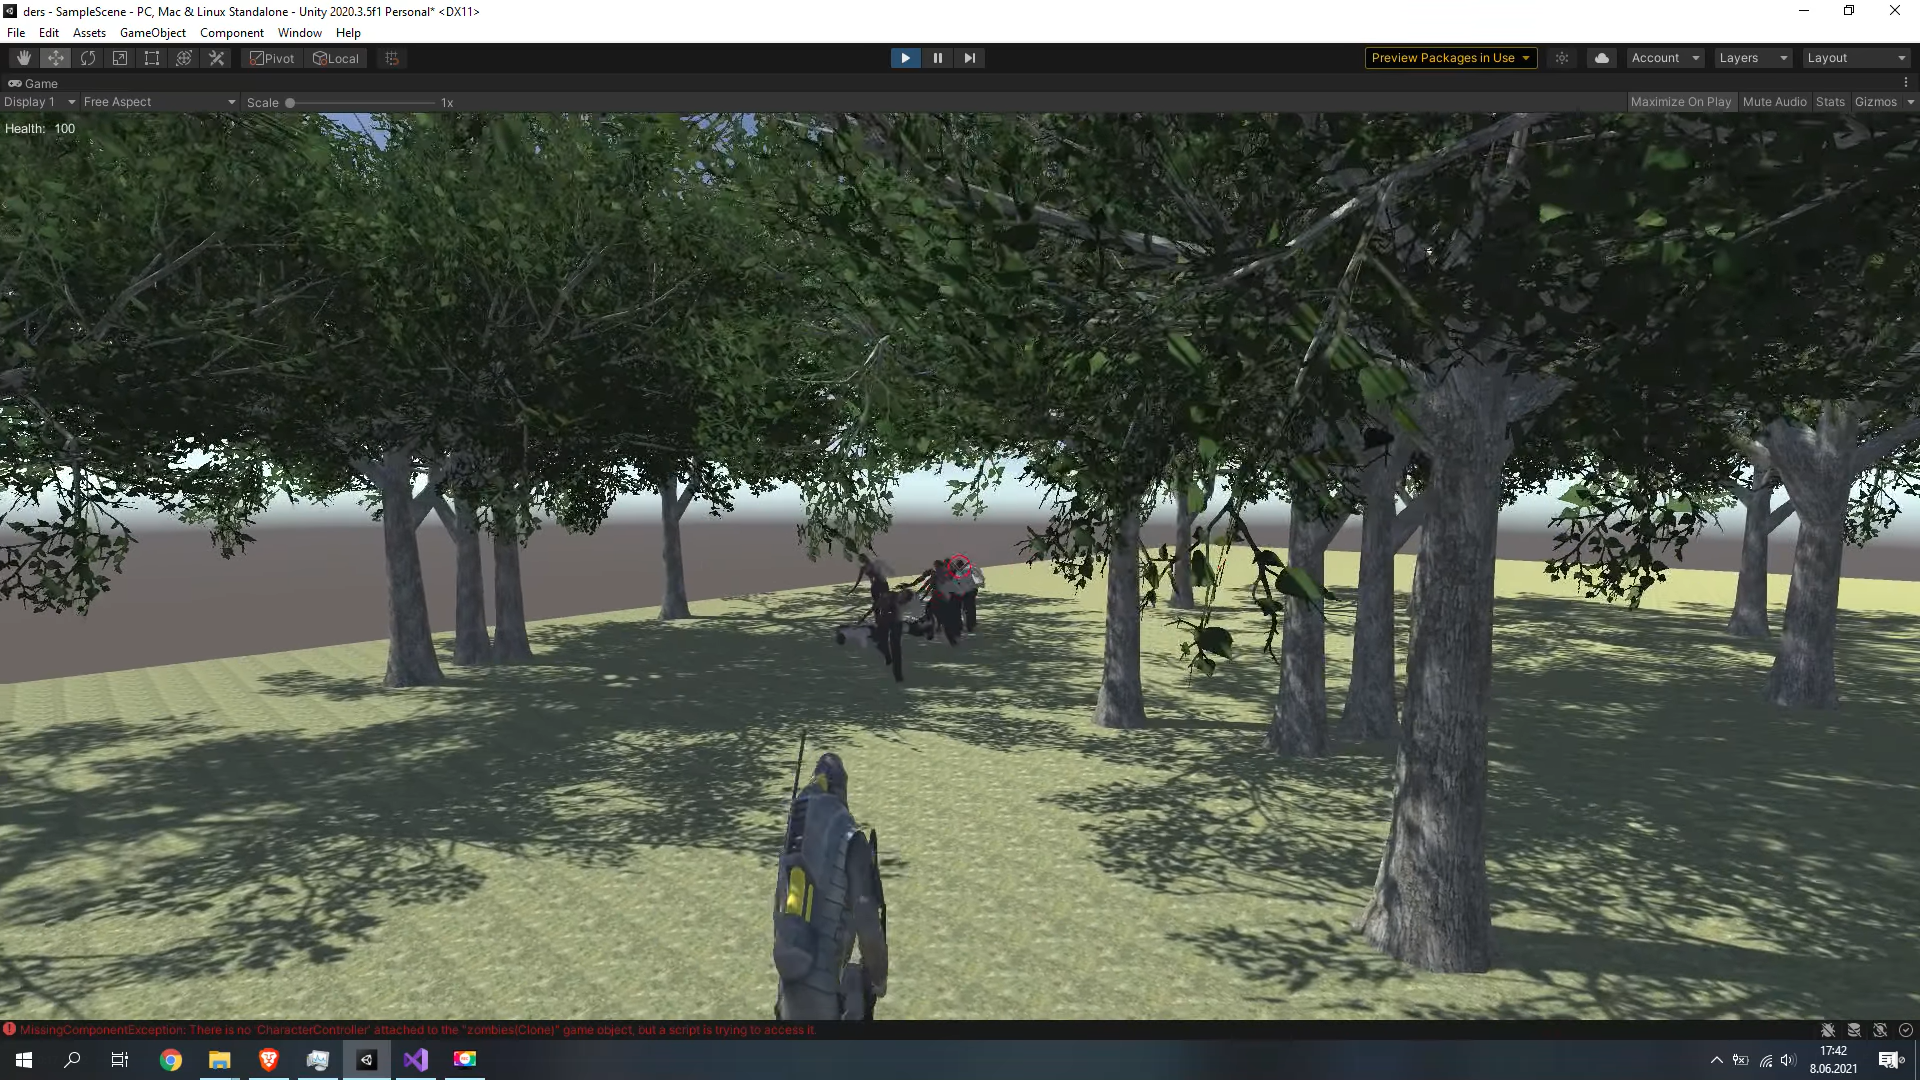 ders - SampleScene - PC, Mac & Linux Standalone - Unity 2020.3.5f1 Personal* <DX11>
File Edit Assets GameObject Component Window Help
Pivot Local Preview Packages in Use Account Layers Layout
Game
Display 1 Free Aspect Scale 1x Maximize On Play Mute Audio Stats Gizmos
Health: 100
MissingComponentException: There is no 'CharacterController' attached to the "zombies(Clone)" game object, but a script is trying to access it.
17:42
8.06.2021